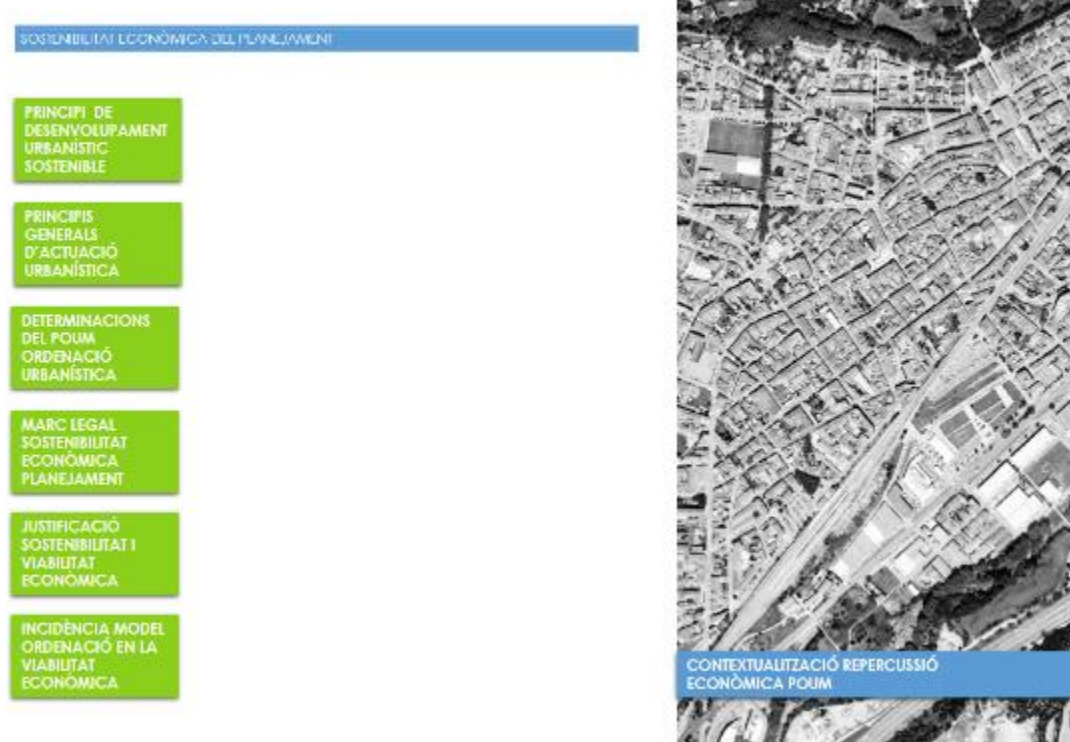 SOSTENIBILITAT ECONÒMICA DEL PLANEJAMENT
PRINCIPI DE
DESENVOLUPAMENT
URBANÍSTIC
SOSTENIBLE
PRINCIPIS
GENERALS
D'ACTUACIÓ
URBANÍSTICA
DETERMINACIONS
DEL POUM
ORDENACIÓ
URBANÍSTICA
MARC LEGAL
SOSTENIBILITAT
ECONÒMICA
PLANEJAMENT
JUSTIFICACIÓ
SOSTENIBILITAT I
VIABILITAT
ECONÒMICA
INCIDÈNCIA MODEL
ORDENACIÓ EN LA
VIABILITAT
ECONÒMICA
CONTEXTUALITZACIÓ REPERCUSSIÓ
ECONÒMICA POUM